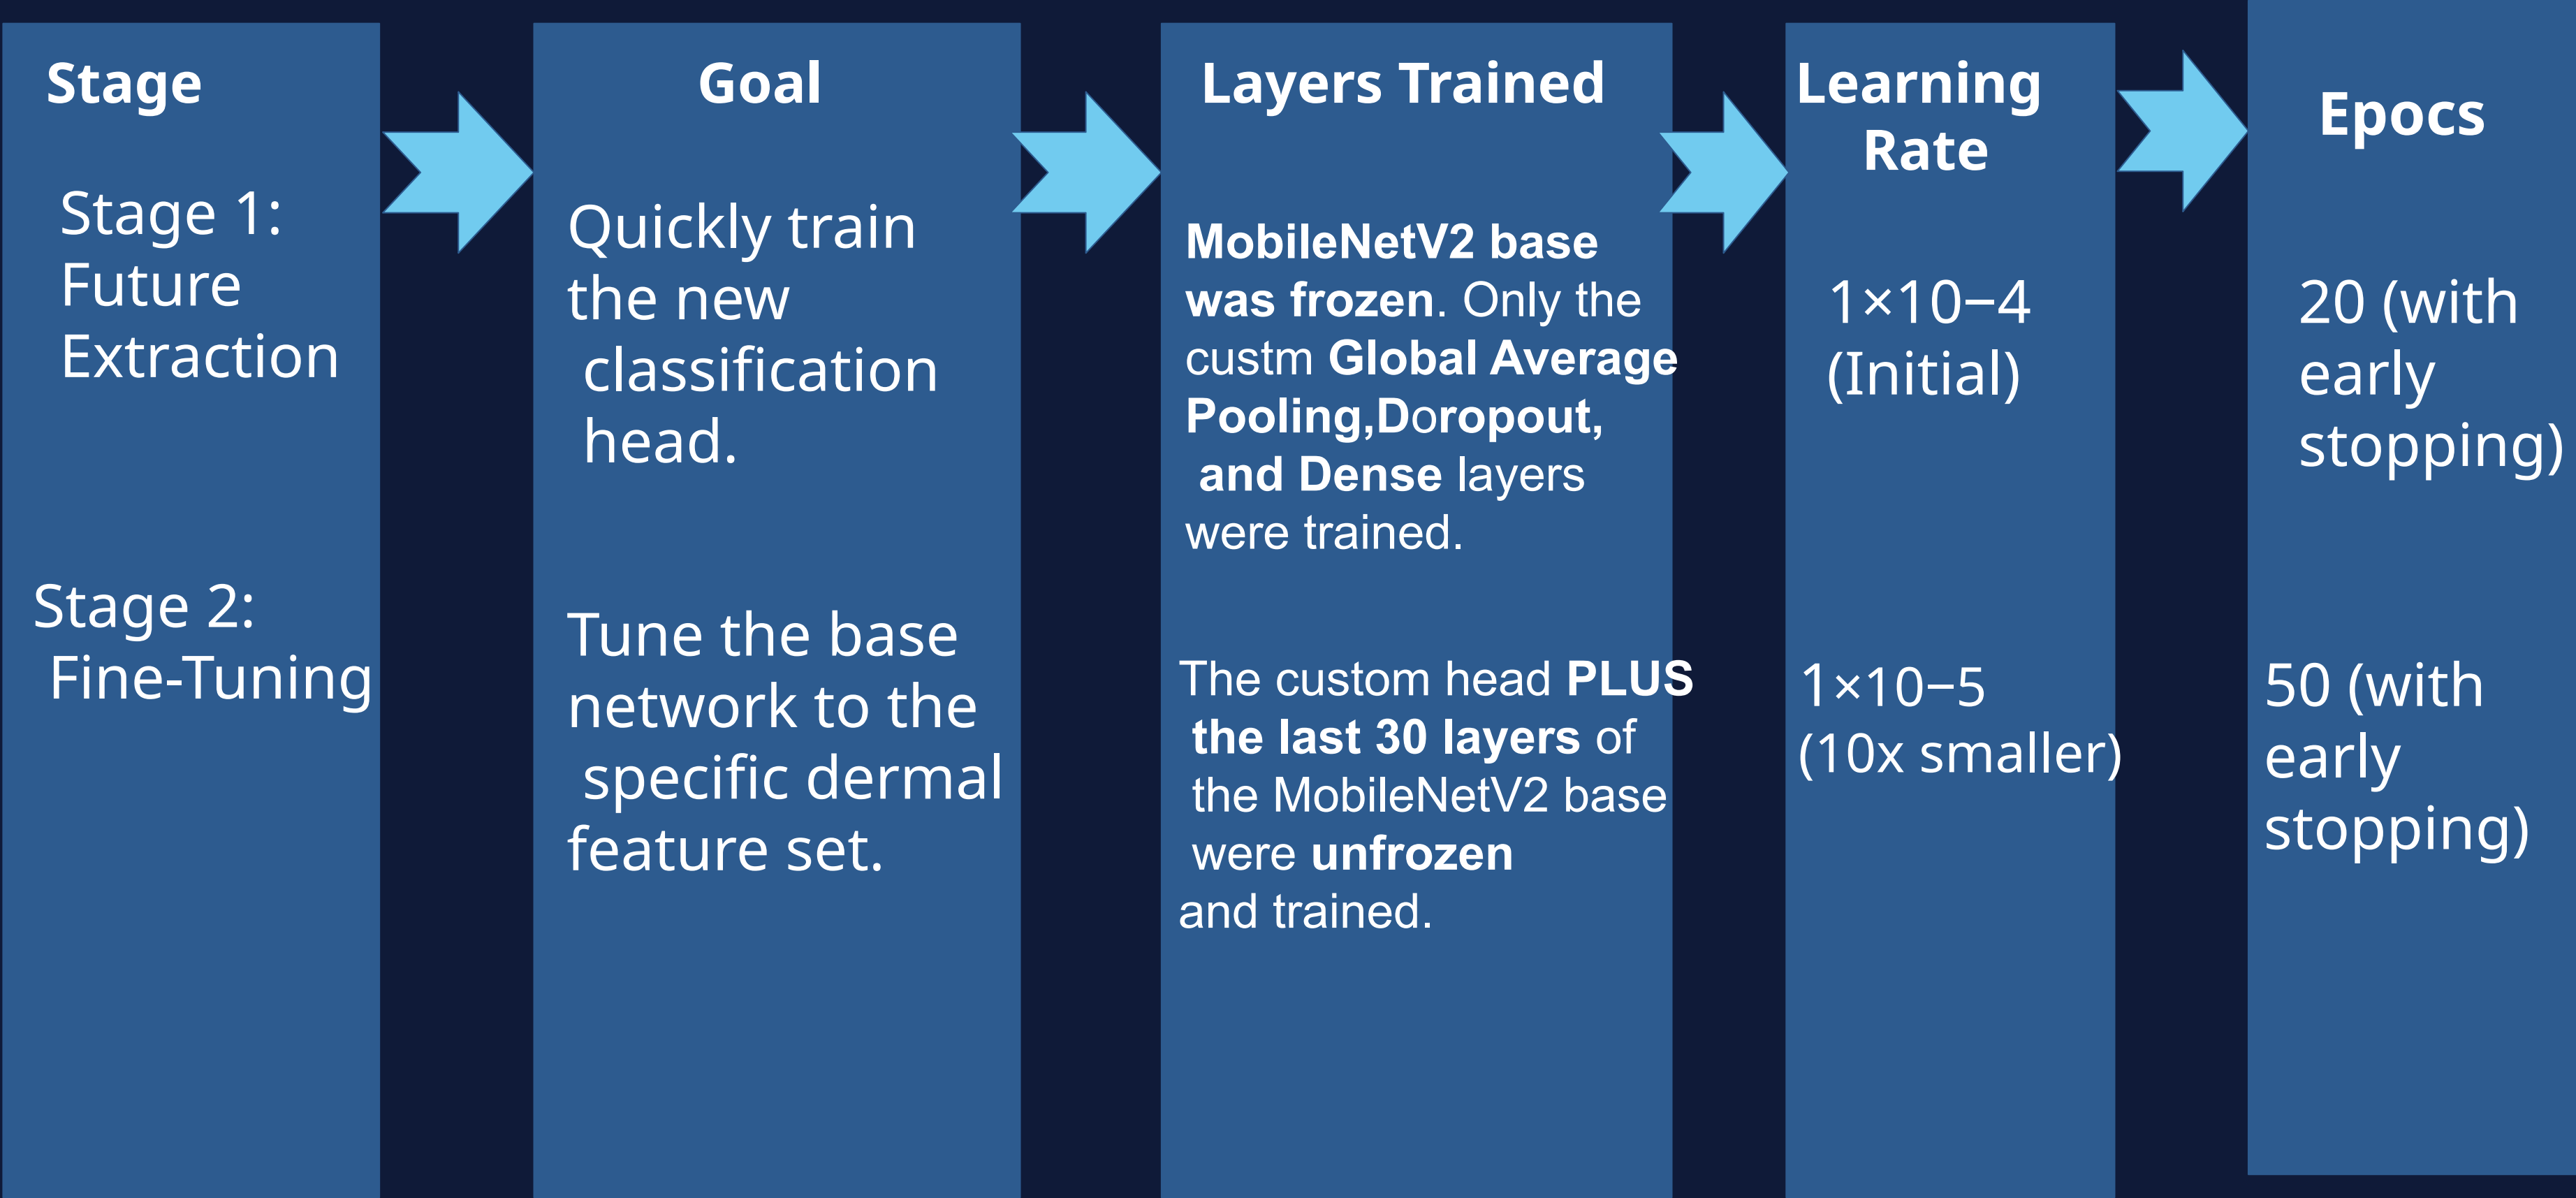 Stage
Stage 1:
Future
Extraction
Stage 2:
Fine-Tuning
Goal
Quickly train
the new
classification
head.
Tune the base
network to the
specific dermal
feature set.
Layers Trained
MobileNetV2 base
was frozen. Only the
custm Global Average
Pooling,Doropout,
and Dense layers
were trained.
The custom head PLUS
the last 30 layers of
the MobileNetV2 base
were unfrozen
and trained.
Learning
Rate
1×10−4
(Initial)
1×10−5
(10x smaller)
Epocs
20 (with
early
stopping)
50 (with
early
stopping)